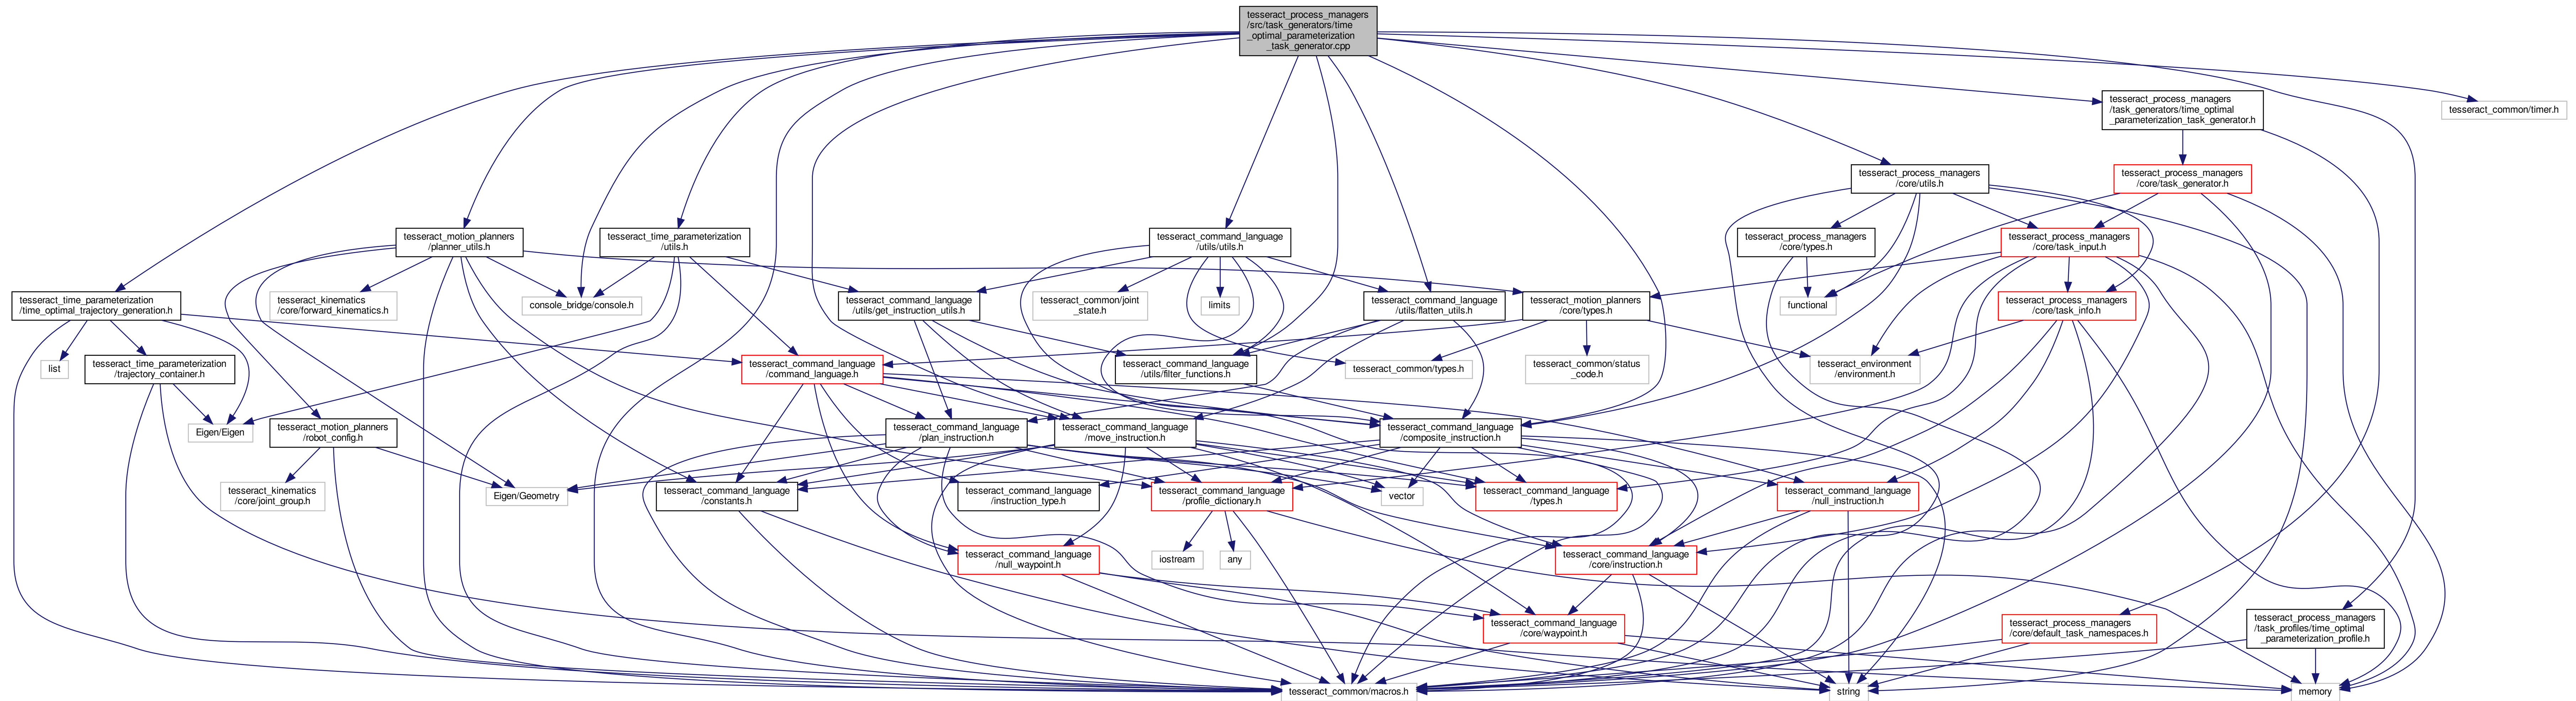 tesseract_process_managers
/src/task_generators/time
_optimal_parameterization
_task_generator.cpp
tesseract_process_managers
/task_generators/time_optimal
_parameterization_task_generator.h
tesseract_common/timer.h
tesseract_process_managers
/core/utils.h
tesseract_process_managers
/core/task_generator.h
tesseract_motion_planners
/planner_utils.h
tesseract_time_parameterization
/utils.h
tesseract_command_language
/utils/utils.h
tesseract_process_managers
/core/types.h
tesseract_process_managers
/core/task_input.h
tesseract_time_parameterization
/time_optimal_trajectory_generation.h
tesseract_kinematics
/core/forward_kinematics.h
console_bridge/console.h
tesseract_command_language
/utils/get_instruction_utils.h
tesseract_common/joint
_state.h
limits
tesseract_command_language
/utils/flatten_utils.h
tesseract_motion_planners
/core/types.h
functional
tesseract_process_managers
/core/task_info.h
list
tesseract_time_parameterization
/trajectory_container.h
tesseract_command_language
/command_language.h
tesseract_command_language
/utils/filter_functions.h
tesseract_common/types.h
tesseract_common/status
_code.h
tesseract_environment
/environment.h
Eigen/Eigen
tesseract_motion_planners
/robot_config.h
tesseract_command_language
/plan_instruction.h
tesseract_command_language
/move_instruction.h
tesseract_command_language
/composite_instruction.h
tesseract_kinematics
/core/joint_group.h
Eigen/Geometry
tesseract_command_language
/constants.h
tesseract_command_language
/instruction_type.h
tesseract_command_language
/profile_dictionary.h
vector
tesseract_command_language
/types.h
tesseract_command_language
/null_instruction.h
tesseract_command_language
/null_waypoint.h
iostream
any
tesseract_command_language
/core/instruction.h
tesseract_command_language
/core/waypoint.h
tesseract_process_managers
/core/default_task_namespaces.h
tesseract_process_managers
/task_profiles/time_optimal
_parameterization_profile.h
tesseract_common/macros.h
string
memory